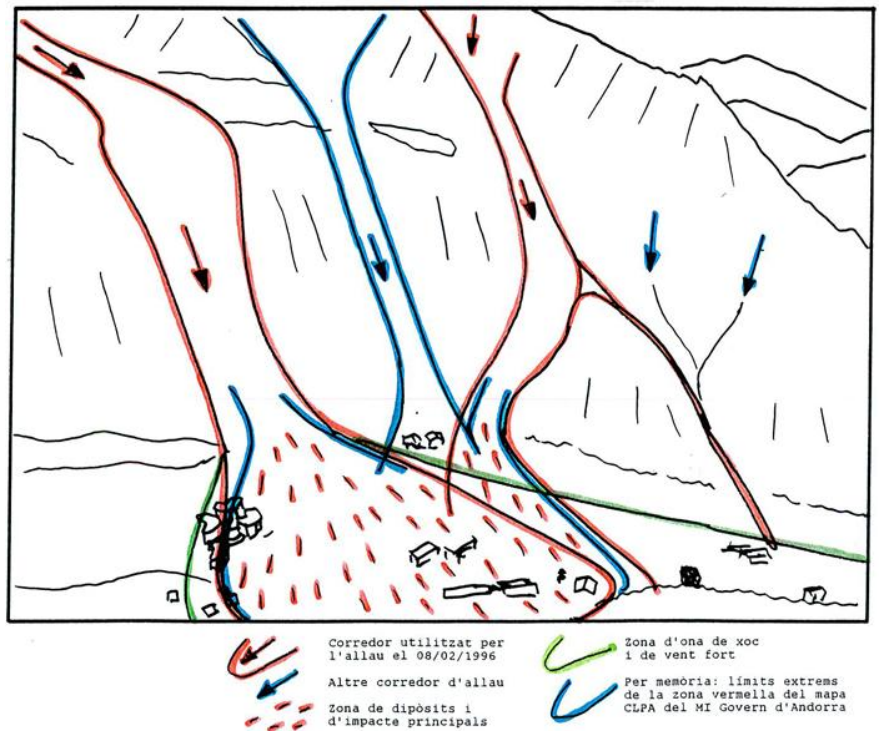 Corredor utilitzat per
l'allau el 08/02/1996
Altre corredor d'allau
Zona de dipòsits i
d'impacte principals
Zona d'ona de xoc
i de vent fort
Per memòria: límits extrems
de la zona vermella del mapa
CLPA del MI Govern d'Andorra